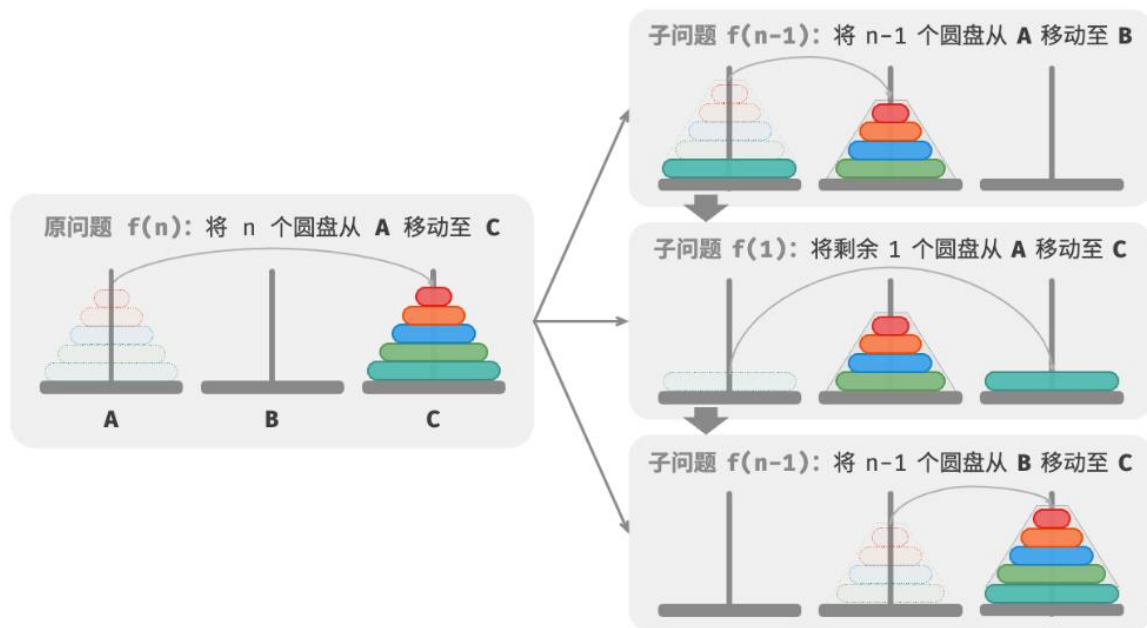 原问题 f(n)：将 n 个圆盘从 A 移动至 C
A B C
子问题 f(n-1)：将 n-1 个圆盘从 A 移动至 B
子问题 f(1)：将剩余 1 个圆盘从 A 移动至 C
子问题 f(n-1)：将 n-1 个圆盘从 B 移动至 C